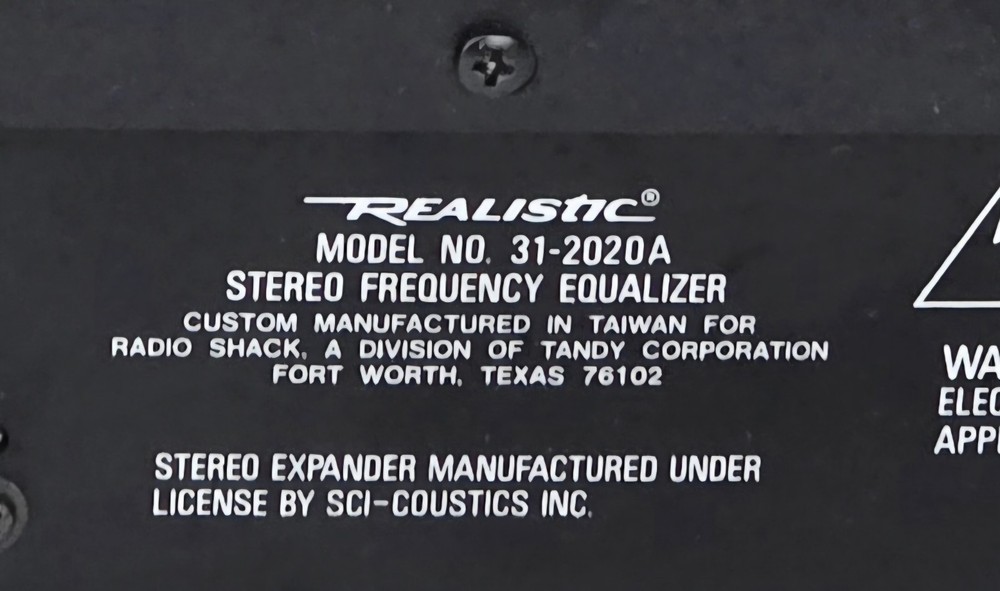 REALISTIC®
MODEL NO. 31-2020A
STEREO FREQUENCY EQUALIZER
CUSTOM MANUFACTURED IN TAIWAN FOR
RADIO SHACK, A DIVISION OF TANDY CORPORATION
FORT WORTH, TEXAS 76102
STEREO EXPANDER MANUFACTURED UNDER
LICENSE BY SCI-COUSTICS INC.